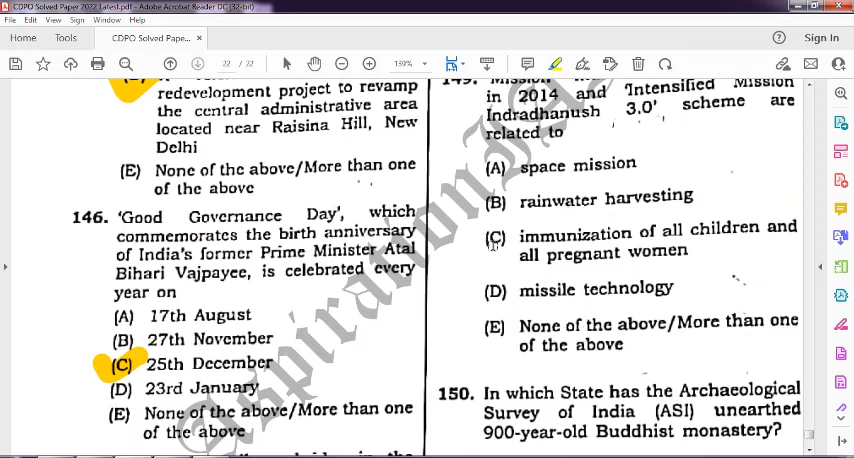 CDPO Solved Paper 2022 Latest.pdf - Adobe Acrobat Reader DC (32-bit)
File Edit View Sign Window Help
Home Tools CDPO Solved Pape... × Sign In
22 / 22 139%
redevelopment project to revamp
the central administrative area
located near Raisina Hill, New
Delhi
(E) None of the above/More than one
of the above
146. 'Good Governance Day', which
commemorates the birth anniversary
of India's former Prime Minister Atal
Bihari Vajpayee, is celebrated every
year on
(A) 17th August
(B) 27th November
(C) 25th December
(D) 23rd January
(E) None of the above/More than one
of the above
149. Mission
in 2014 and 'Intensified Mission
Indradhanush 3.0' scheme are
related to
(A) space mission
(B) rainwater harvesting
(C) immunization of all children and
all pregnant women
(D) missile technology
(E) None of the above/More than one
of the above
150. In which State has the Archaeological
Survey of India (ASI) unearthed
900-year-old Buddhist monastery?